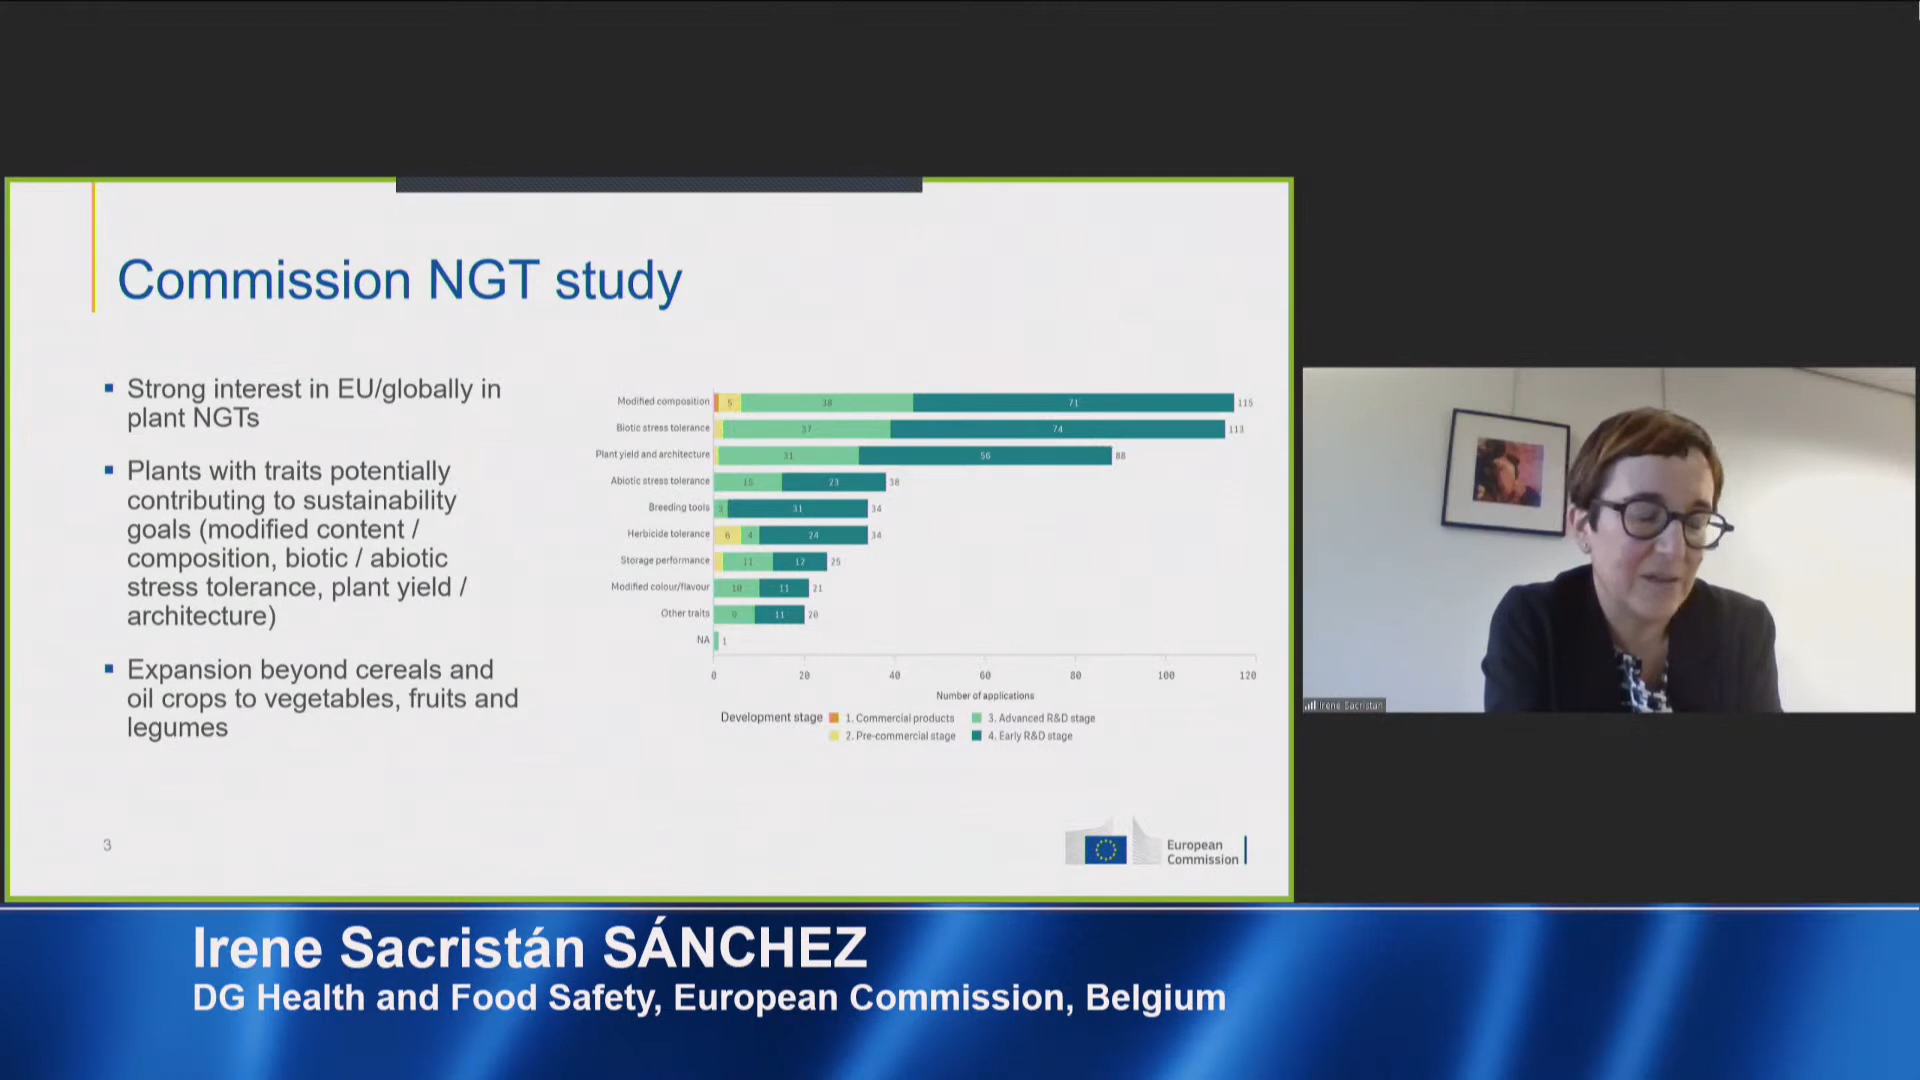 Commission NGT study
Strong interest in EU/globally in
plant NGTs
Plants with traits potentially
contributing to sustainability
goals (modified content /
composition, biotic / abiotic
stress tolerance, plant yield /
architecture)
Expansion beyond cereals and
oil crops to vegetables, fruits and
legumes
Modified composition 5 38 71 115
Biotic stress tolerance 37 74 113
Plant yield and architecture 31 56 88
Abiotic stress tolerance 15 23 38
Breeding tools 3 31 34
Herbicide tolerance 6 4 24 34
Storage performance 11 12 25
Modified colour/flavour 10 11 21
Other traits 9 11 20
NA 1
0 20 40 60 80 100 120
Number of applications
Development stage 1. Commercial products 3. Advanced R&D stage
2. Pre-commercial stage 4. Early R&D stage
3
European
Commission
Irene Sacristan
Irene Sacristán SÁNCHEZ
DG Health and Food Safety, European Commission, Belgium